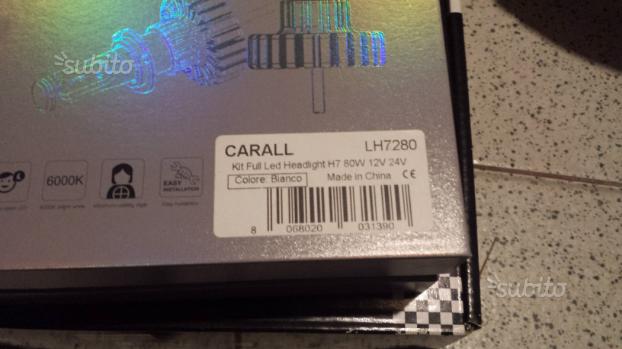 subito
CARALL LH7280
Kit Full Led Headlight H7 80W 12V 24V
Colore: Bianco Made in China CE
8 068020 031390
6000K
EASY
INSTALLATION
subito